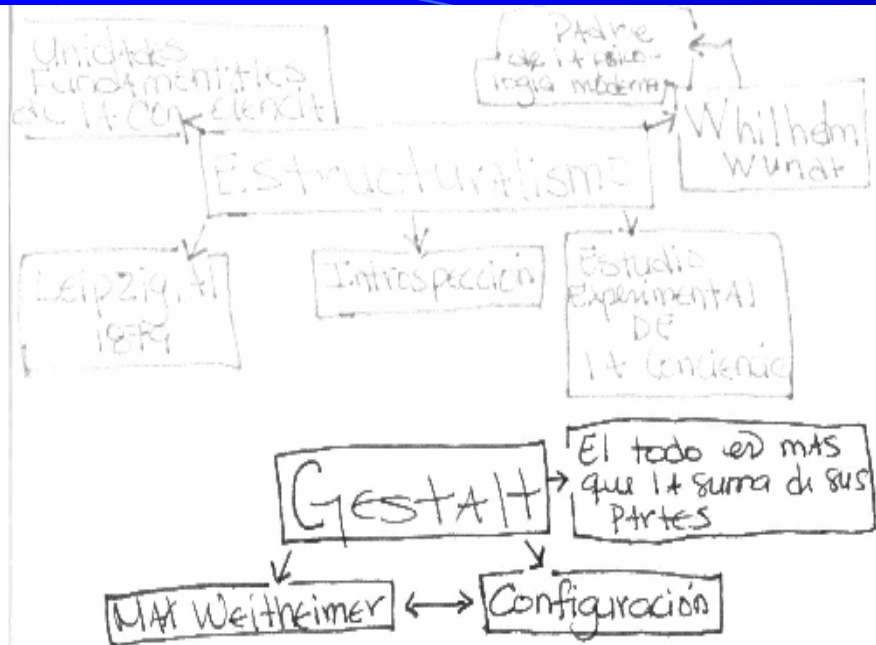 Unidades
Fundamentales
de la Conciencia
Padre
de la Psico-
logia moderna
Whilhelm
Wundt
Estructuralismo
Leipzig, Al
1879
Introspección
Estudio
Experimental
DE
la Conciencia
Gestalt
El todo es mAs
que la suma de sus
Partes
MAX Weitheimer
Configuración